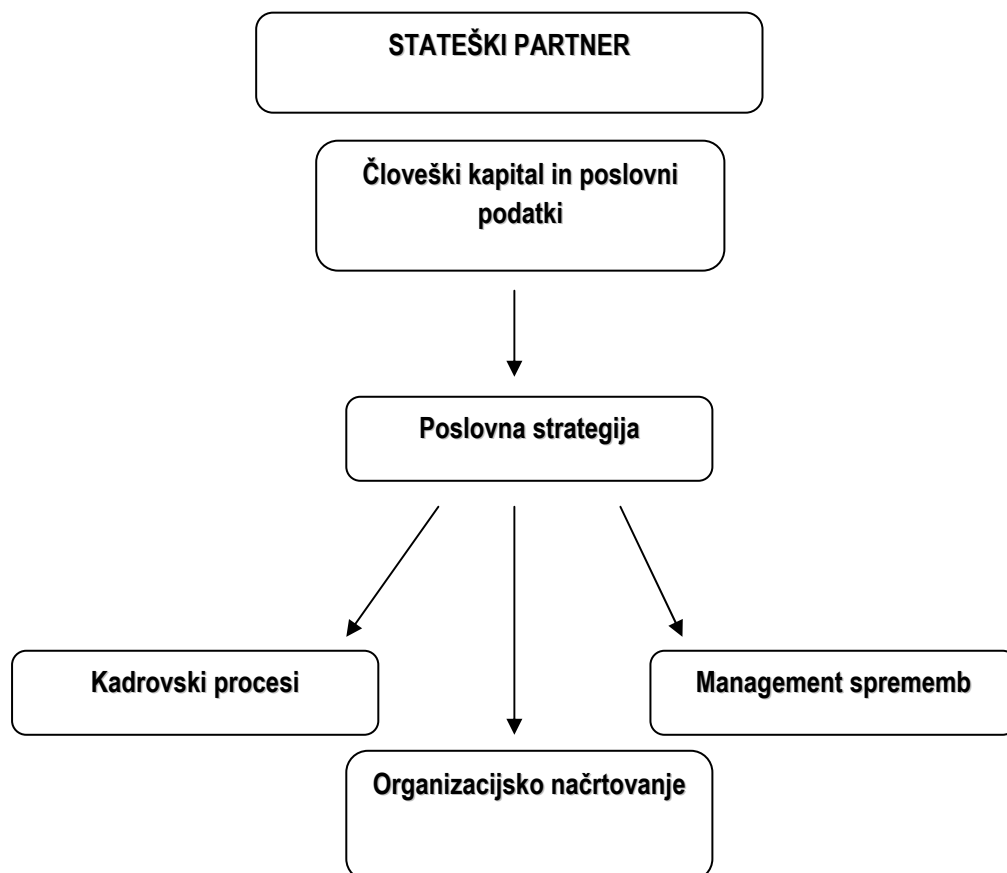 STATEŠKI PARTNER
Človeški kapital in poslovni
podatki
Poslovna strategija
Kadrovski procesi
Management sprememb
Organizacijsko načrtovanje